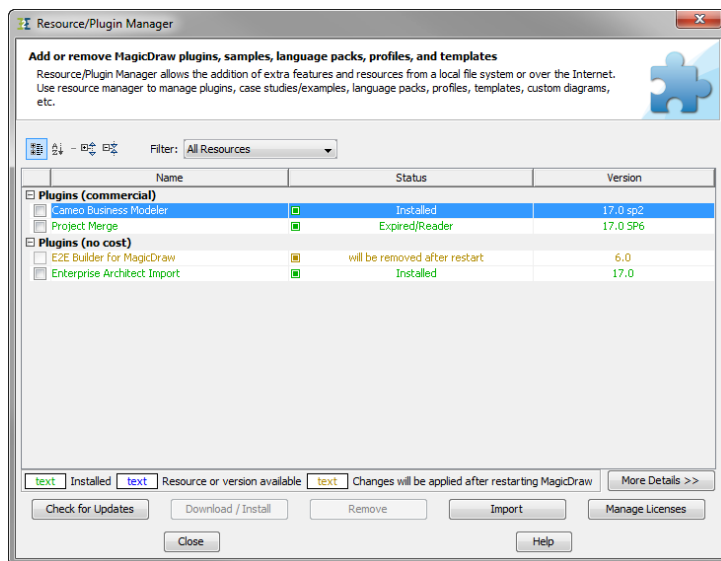 Resource/Plugin Manager
Add or remove MagicDraw plugins, samples, language packs, profiles, and templates
Resource/Plugin Manager allows the addition of extra features and resources from a local file system or over the Internet.
Use resource manager to manage plugins, case studies/examples, language packs, profiles, templates, custom diagrams,
etc.
Filter: All Resources
Name Status Version
Plugins (commercial)
Cameo Business Modeler Installed 17.0 sp2
Project Merge Expired/Reader 17.0 SP6
Plugins (no cost)
E2E Builder for MagicDraw will be removed after restart 6.0
Enterprise Architect Import Installed 17.0
text Installed text Resource or version available text Changes will be applied after restarting MagicDraw More Details >>
Check for Updates Download / Install Remove Import Manage Licenses
Close Help